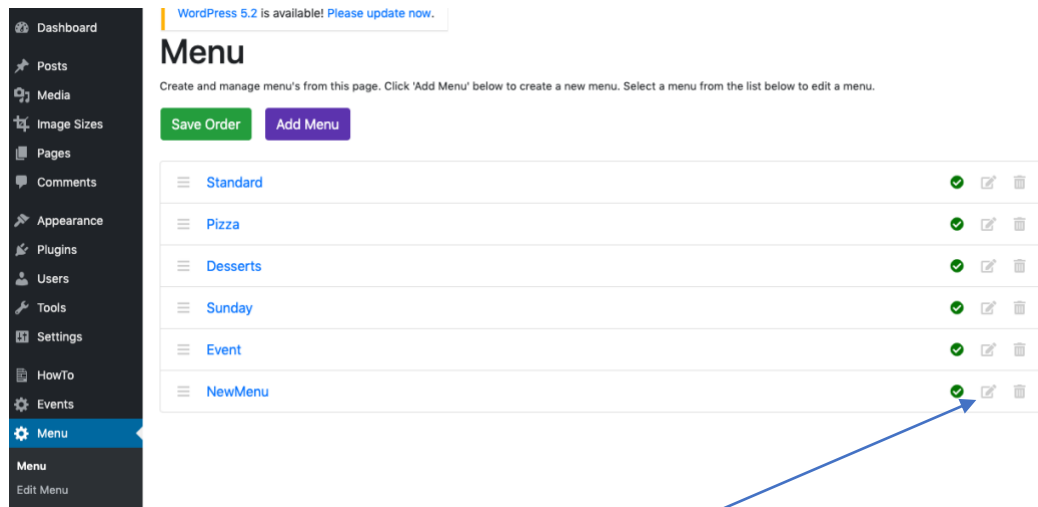 Dashboard
Posts
Media
Image Sizes
Pages
Comments
Appearance
Plugins
Users
Tools
Settings
HowTo
Events
Menu
Menu
Edit Menu
WordPress 5.2 is available! Please update now.
Menu
Create and manage menu's from this page. Click 'Add Menu' below to create a new menu. Select a menu from the list below to edit a menu.
Save Order Add Menu
Standard
Pizza
Desserts
Sunday
Event
NewMenu